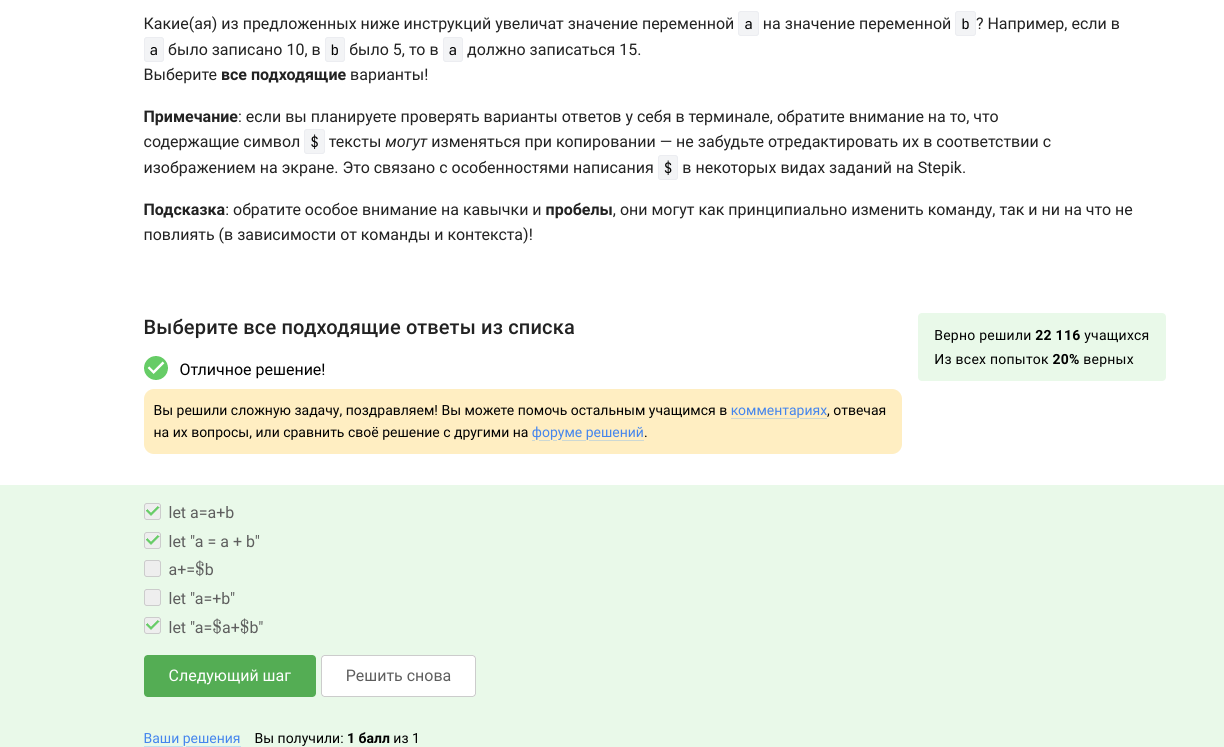 Какие(ая) из предложенных ниже инструкций увеличат значение переменной a на значение переменной b? Например, если в
a было записано 10, в b было 5, то в a должно записаться 15.
Выберите все подходящие варианты!
Примечание: если вы планируете проверять варианты ответов у себя в терминале, обратите внимание на то, что
содержащие символ $ тексты могут изменяться при копировании — не забудьте отредактировать их в соответствии с
изображением на экране. Это связано с особенностями написания $ в некоторых видах заданий на Stepik.
Подсказка: обратите особое внимание на кавычки и пробелы, они могут как принципиально изменить команду, так и ни на что не
повлиять (в зависимости от команды и контекста)!
Выберите все подходящие ответы из списка
Верно решили 22 116 учащихся
Из всех попыток 20% верных
Отличное решение!
Вы решили сложную задачу, поздравляем! Вы можете помочь остальным учащимся в комментариях, отвечая
на их вопросы, или сравнить своё решение с другими на форуме решений.
let a=a+b
let "a = a + b"
a+=$b
let "a=+b"
let "a=$a+$b"
Следующий шаг
Решить снова
Ваши решения Вы получили: 1 балл из 1